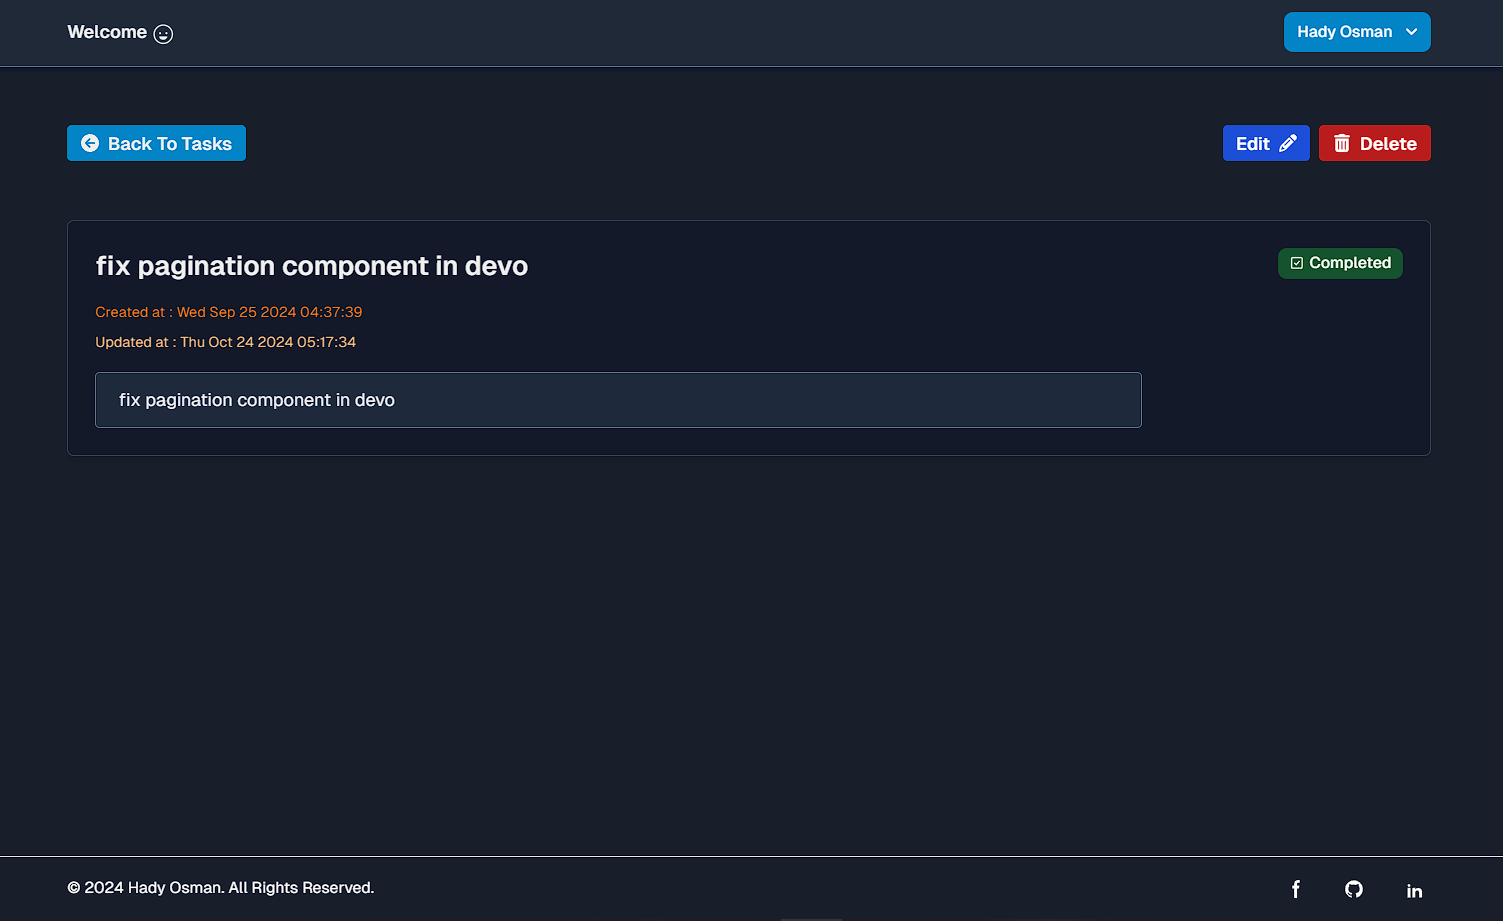 Welcome
Hady Osman
Back To Tasks
Edit
Delete
fix pagination component in devo
Completed
Created at : Wed Sep 25 2024 04:37:39
Updated at : Thu Oct 24 2024 05:17:34
fix pagination component in devo
© 2024 Hady Osman. All Rights Reserved.